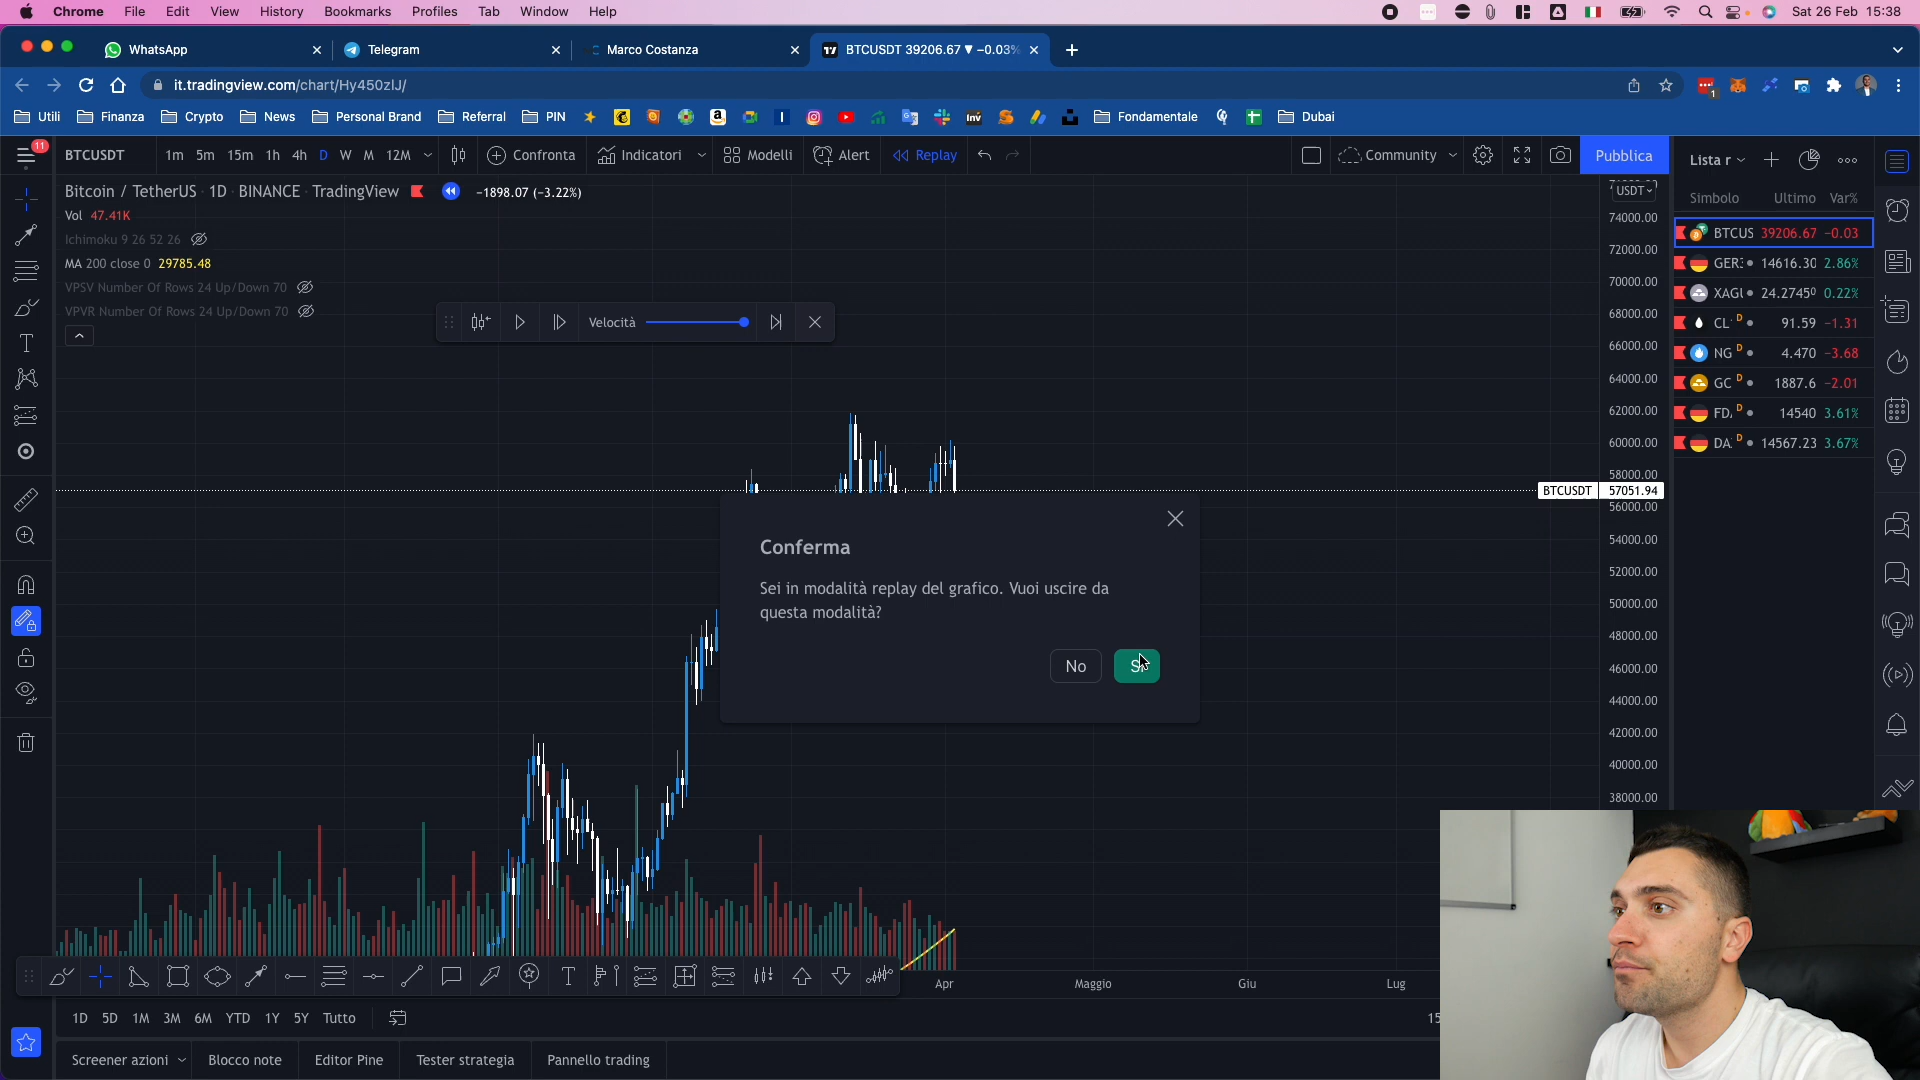 Chrome File Edit View History Bookmarks Profiles Tab Window Help Sat 26 Feb 15:38
WhatsApp Telegram Marco Costanza BTCUSDT 39206.67 ▼ −0.03%
it.tradingview.com/chart/Hy450zIJ/
Utili Finanza Crypto News Personal Brand Referral PIN Fondamentale Dubai
11 BTCUSDT 1m 5m 15m 1h 4h D W M 12M Confronta Indicatori Modelli Alert Replay Community Pubblica Lista r
Bitcoin / TetherUS · 1D · BINANCE · TradingView −1898.07 (−3.22%)
USDT
Simbolo Ultimo Var%
Vol 47.41K
Ichimoku 9 26 52 26
MA 200 close 0 29785.48
VPSV Number Of Rows 24 Up/Down 70
VPVR Number Of Rows 24 Up/Down 70
Velocità
BTCUS 39206.67 −0.03
14616.30 2.86%
XAGU 24.2745⁰ 0.22%
CL D 91.59 −1.31
NG D 4.470 −3.68
GC D 1887.6 −2.01
D 14540 3.61%
D 14567.23 3.67%
74000.00
72000.00
70000.00
68000.00
66000.00
64000.00
62000.00
60000.00
58000.00
BTCUSDT 57051.94
56000.00
54000.00
52000.00
50000.00
48000.00
46000.00
44000.00
42000.00
40000.00
38000.00
Conferma
Sei in modalità replay del grafico. Vuoi uscire da
questa modalità?
No Sì
Apr Maggio Giu Lug
1D 5D 1M 3M 6M YTD 1Y 5Y Tutto 15
Screener azioni Blocco note Editor Pine Tester strategia Pannello trading